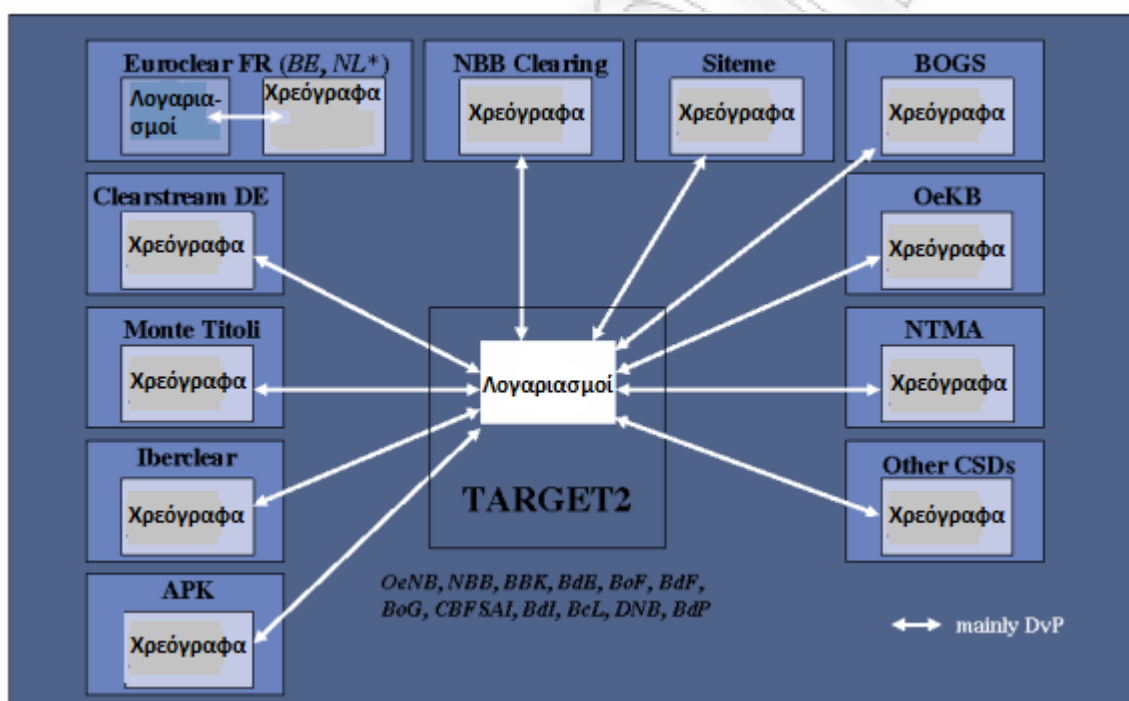 Euroclear FR (BE, NL*)
Λογαρια-
σμοί
Χρεόγραφα
NBB Clearing
Χρεόγραφα
Siteme
Χρεόγραφα
BOGS
Χρεόγραφα
Clearstream DE
Χρεόγραφα
OeKB
Χρεόγραφα
Monte Titoli
Χρεόγραφα
NTMA
Χρεόγραφα
Λογαριασμοί
TARGET2
Iberclear
Χρεόγραφα
Other CSDs
Χρεόγραφα
APK
Χρεόγραφα
OeNB, NBB, BBK, BdE, BoF, BdF,
BoG, CBFSAI, BdI, BcL, DNB, BdP
mainly DvP